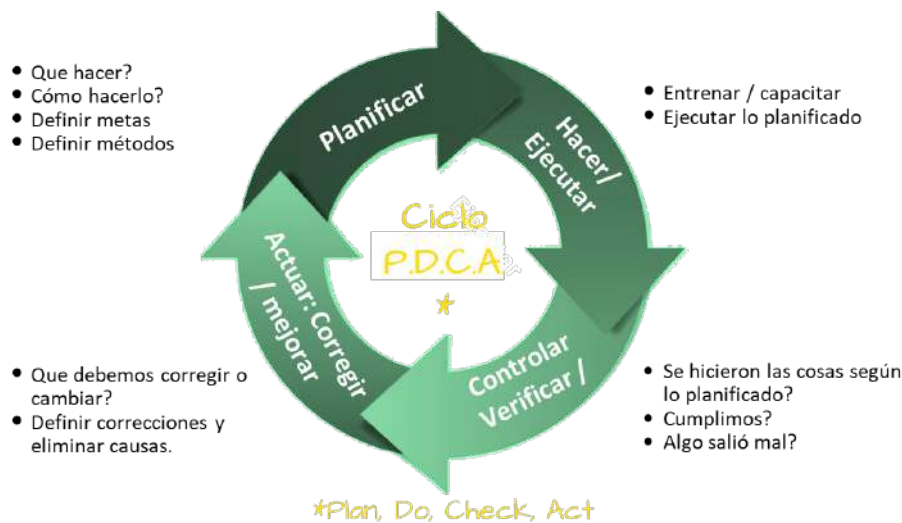 • Que hacer?
• Cómo hacerlo?
• Definir metas
• Definir métodos
Planificar
Hacer/
Ejecutar
• Entrenar / capacitar
• Ejecutar lo planificado
Ciclo
P.D.C.A
*
Controlar
Verificar /
• Se hicieron las cosas según
lo planificado?
• Cumplimos?
• Algo salió mal?
Actuar: Corregir
/ mejorar
• Que debemos corregir o
cambiar?
• Definir correcciones y
eliminar causas.
*Plan, Do, Check, Act